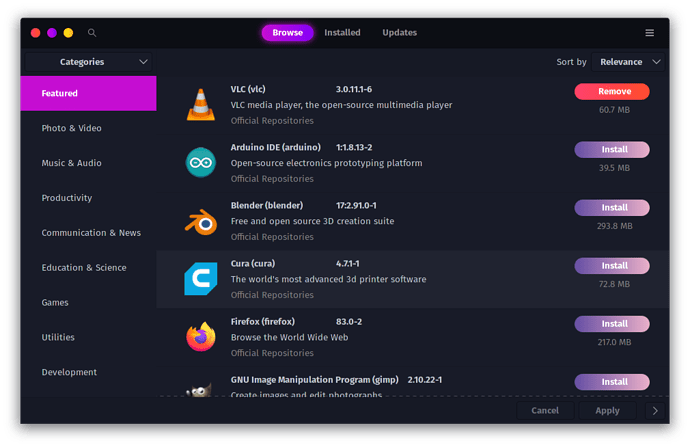 Browse
Installed
Updates
Categories
Sort by
Relevance
Featured
Photo & Video
Music & Audio
Productivity
Communication & News
Education & Science
Games
Utilities
Development
VLC (vlc) 3.0.11.1-6
VLC media player, the open-source multimedia player
Official Repositories
Remove
60.7 MB
Arduino IDE (arduino) 1:1.8.13-2
Open-source electronics prototyping platform
Official Repositories
Install
39.5 MB
Blender (blender) 17:2.91.0-1
Free and open source 3D creation suite
Official Repositories
Install
293.8 MB
Cura (cura) 4.7.1-1
The world's most advanced 3d printer software
Official Repositories
Install
72.8 MB
Firefox (firefox) 83.0-2
Browse the World Wide Web
Official Repositories
Install
217.0 MB
GNU Image Manipulation Program (gimp) 2.10.22-1
Create images and edit photographs
Install
Cancel
Apply